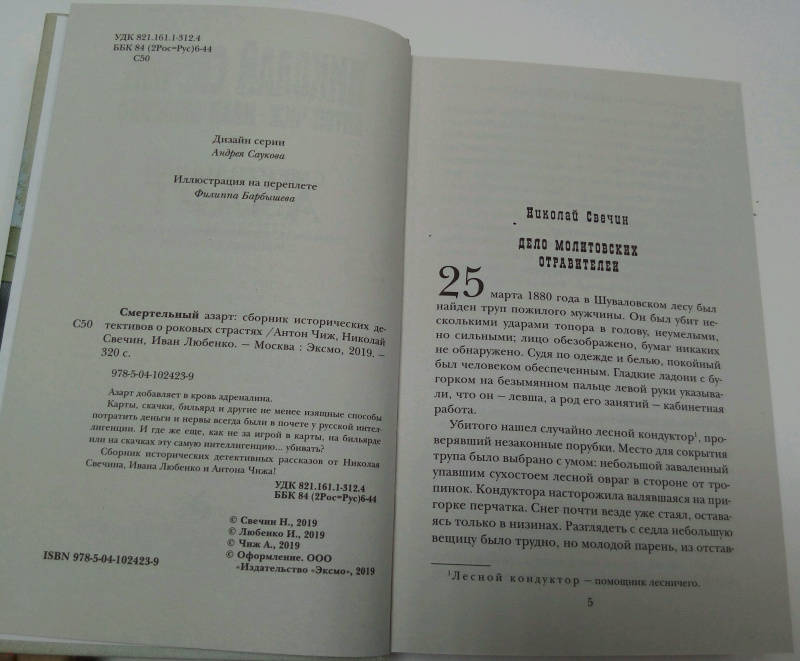 УДК 821.161.1-312.4
ББК 84 (2Рос=Рус)6-44
С50
Дизайн серии
Андрея Саукова
Иллюстрация на переплете
Филиппа Барбышева
Смертельный азарт: сборник исторических де-
С50 тективов о роковых страстях /Антон Чиж, Николай
Свечин, Иван Любенко. — Москва : Эксмо, 2019. —
320 с.
978-5-04-102423-9
Азарт добавляет в кровь адреналина.
Карты, скачки, бильярд и другие не менее изящные способы
потратить деньги и нервы всегда были в почете у русской интел-
лигенции. И где же еще, как не за игрой в карты, на бильярде
или на скачках эту самую интеллигенцию... убивать?
Сборник исторических детективных рассказов от Николая
Свечина, Ивана Любенко и Антона Чижа!
УДК 821.161.1-312.4
ББК 84 (2Рос=Рус)6-44
© Свечин Н., 2019
© Любенко И., 2019
© Чиж А., 2019
© Оформление. ООО
«Издательство «Эксмо», 2019
ISBN 978-5-04-102423-9
Николай Свечин
ДЕЛО МОЛИТОВСКИХ
ОТРАВИТЕЛЕЙ
25 марта 1880 года в Шуваловском лесу был
найден труп пожилого мужчины. Он был убит не-
сколькими ударами топора в голову, неумелыми,
но сильными; лицо обезображено, бумаг никаких
не обнаружено. Судя по одежде и белью, покойный
был человеком обеспеченным. Гладкие ладони с бу-
горком на безымянном пальце левой руки указыва-
ли, что он — левша, а род его занятий — кабинетная
работа.
Убитого нашел случайно лесной кондуктор¹, про-
верявший незаконные порубки. Место для сокрытия
трупа было выбрано с умом: небольшой заваленный
упавшим сухостоем лесной овраг в стороне от тро-
пинок. Кондуктора насторожила валявшаяся на при-
горке перчатка. Снег почти везде уже стаял, остава-
ясь только в низинах. Разглядеть с седла небольшую
вещицу было трудно, но молодой парень, из отстав-
¹ Лесной кондуктор — помощник лесничего.
5